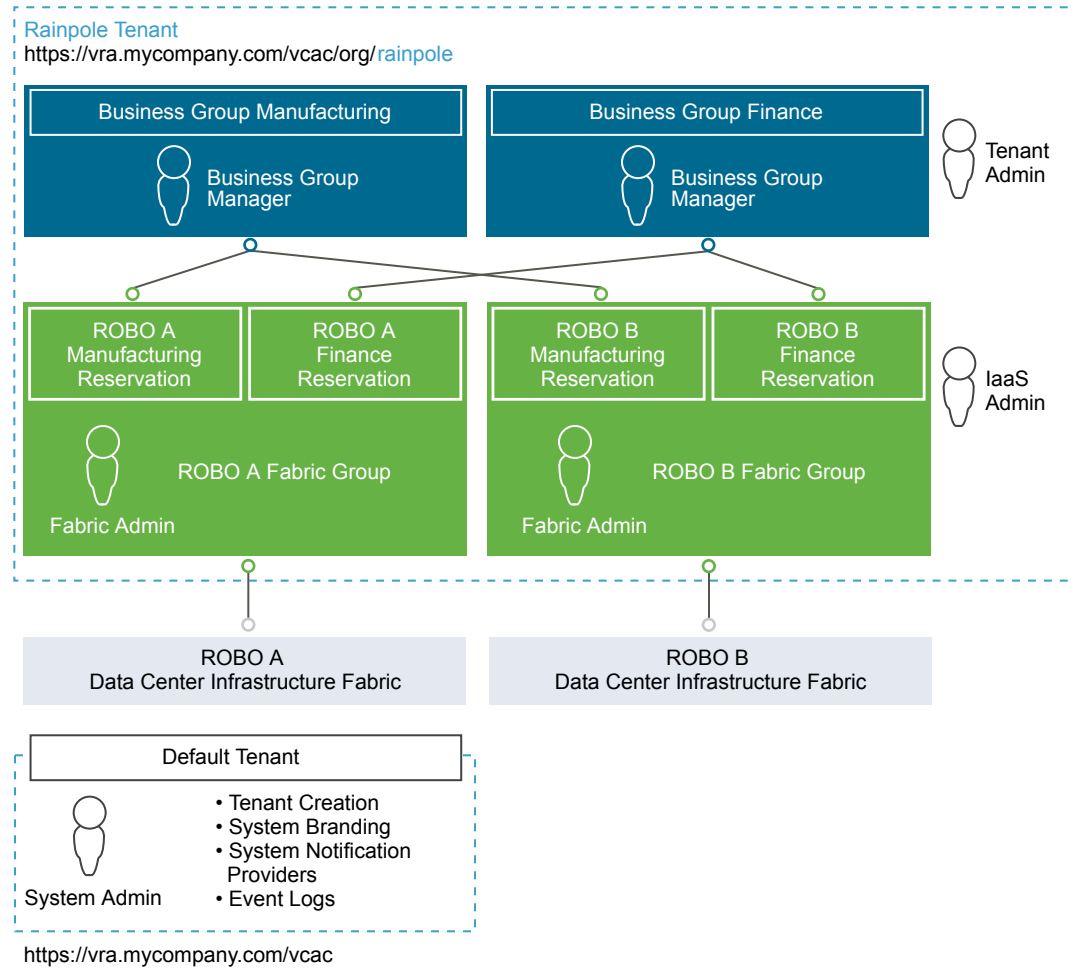 Rainpole Tenant
https://vra.mycompany.com/vcac/org/rainpole
Business Group Manufacturing
Business Group
Manager
Business Group Finance
Business Group
Manager
Tenant
Admin
ROBO A
Manufacturing
Reservation
ROBO A
Finance
Reservation
ROBO B
Manufacturing
Reservation
ROBO B
Finance
Reservation
IaaS
Admin
ROBO A Fabric Group
Fabric Admin
ROBO B Fabric Group
Fabric Admin
ROBO A
Data Center Infrastructure Fabric
ROBO B
Data Center Infrastructure Fabric
Default Tenant
• Tenant Creation
• System Branding
• System Notification
Providers
• Event Logs
System Admin
https://vra.mycompany.com/vcac